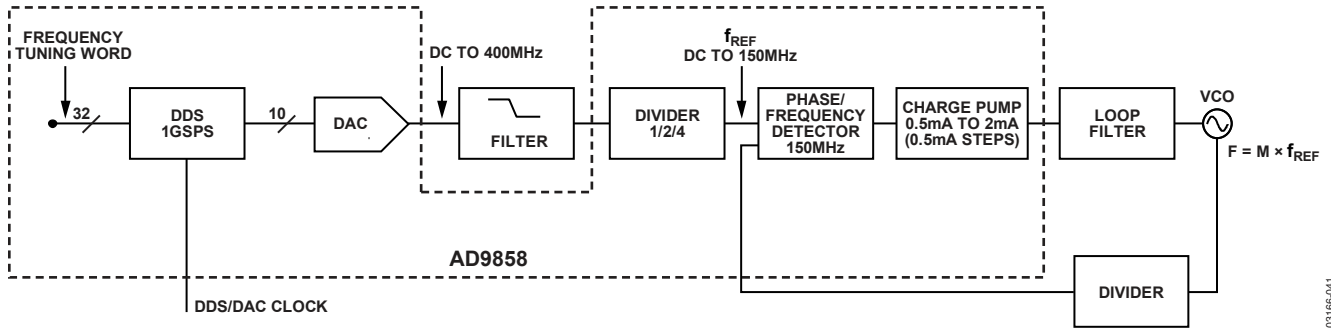 FREQUENCY
TUNING WORD
32
DDS
1GSPS
10
DAC
DC TO 400MHz
FILTER
DIVIDER
1/2/4
fREF
DC TO 150MHz
PHASE/
FREQUENCY
DETECTOR
150MHz
CHARGE PUMP
0.5mA TO 2mA
(0.5mA STEPS)
LOOP
FILTER
VCO
F = M × fREF
AD9858
DDS/DAC CLOCK
DIVIDER
03166-041